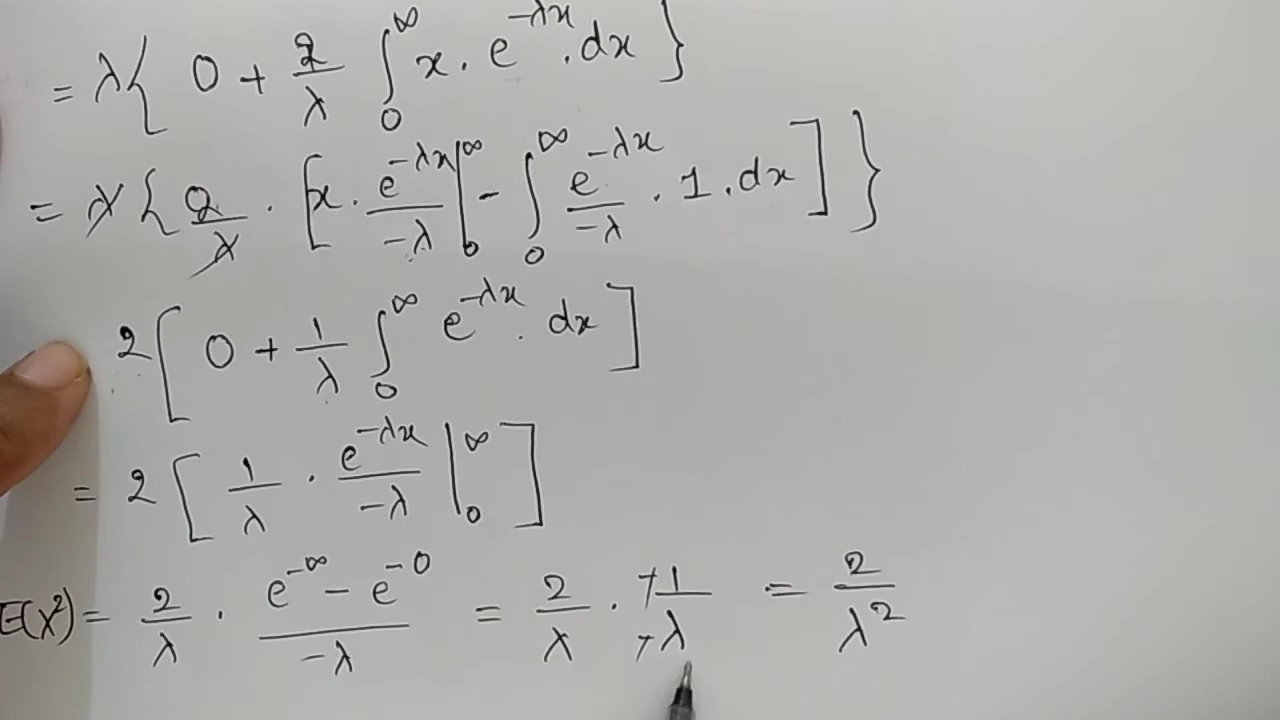 = λ{ 0 + 2/λ ∫₀^∞ x · e^{-λx} · dx }
= λ{ 2/λ · [ x · e^{-λx}/-λ |₀^∞ - ∫₀^∞ e^{-λx}/-λ · 1 · dx ] }
2[ 0 + 1/λ ∫₀^∞ e^{-λx} · dx ]
= 2[ 1/λ · e^{-λx}/-λ |₀^∞ ]
E(X²) = 2/λ · (e^{-∞} - e^{-0})/-λ = 2/λ · -1/-λ = 2/λ²